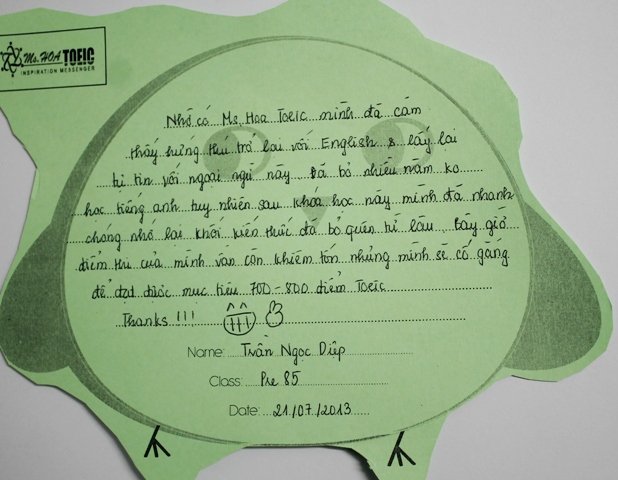 Ms. HOA TOEIC
INSPIRATION MESSENGER
Nhờ có Ms Hoa Toeic mình đã cảm
thấy hứng thú trở lại với English & lấy lại
tự tin với ngoại ngữ này. Đã bỏ nhiều năm ko
học tiếng anh tuy nhiên sau khóa học này mình đã nhanh
chóng nhớ lại khối kiến thức đã bỏ quên từ lâu. Bây giờ
điểm thi của mình vẫn còn khiêm tốn nhưng mình sẽ cố gắng
để đạt được mục tiêu 700-800 điểm Toeic
Thanks !!!
Name: Trần Ngọc Diệp
Class: Pre 85
Date: 21/07/2013